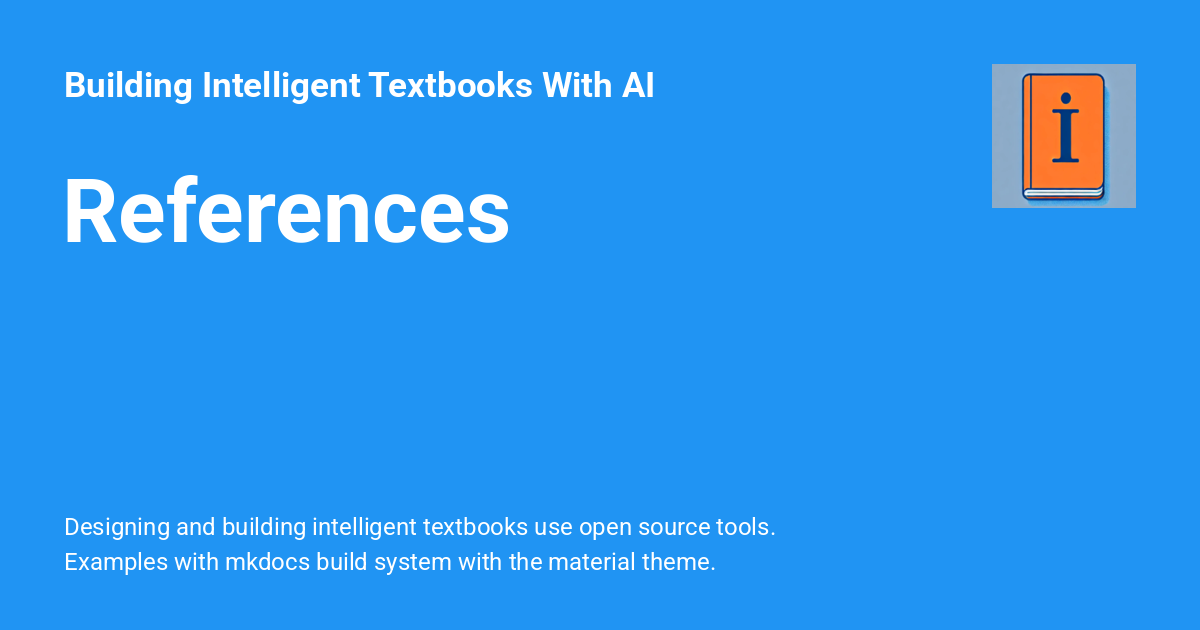 Building Intelligent Textbooks With AI
i
References
Designing and building intelligent textbooks use open source tools.
Examples with mkdocs build system with the material theme.